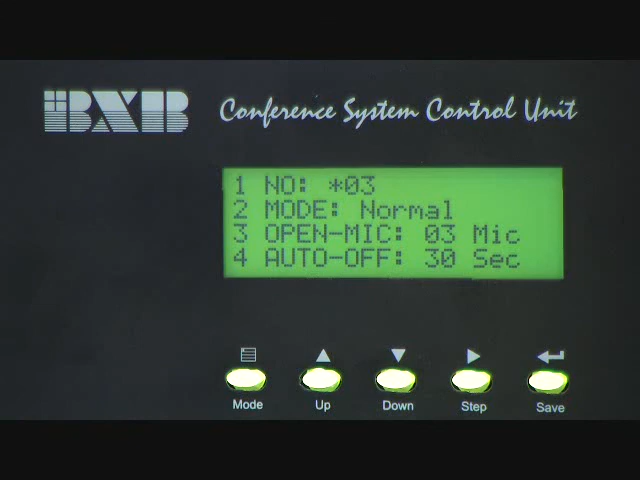 BXB Conference System Control Unit
1 NO: *03
2 MODE: Normal
3 OPEN-MIC: 03 Mic
4 AUTO-OFF: 30 Sec
Mode Up Down Step Save